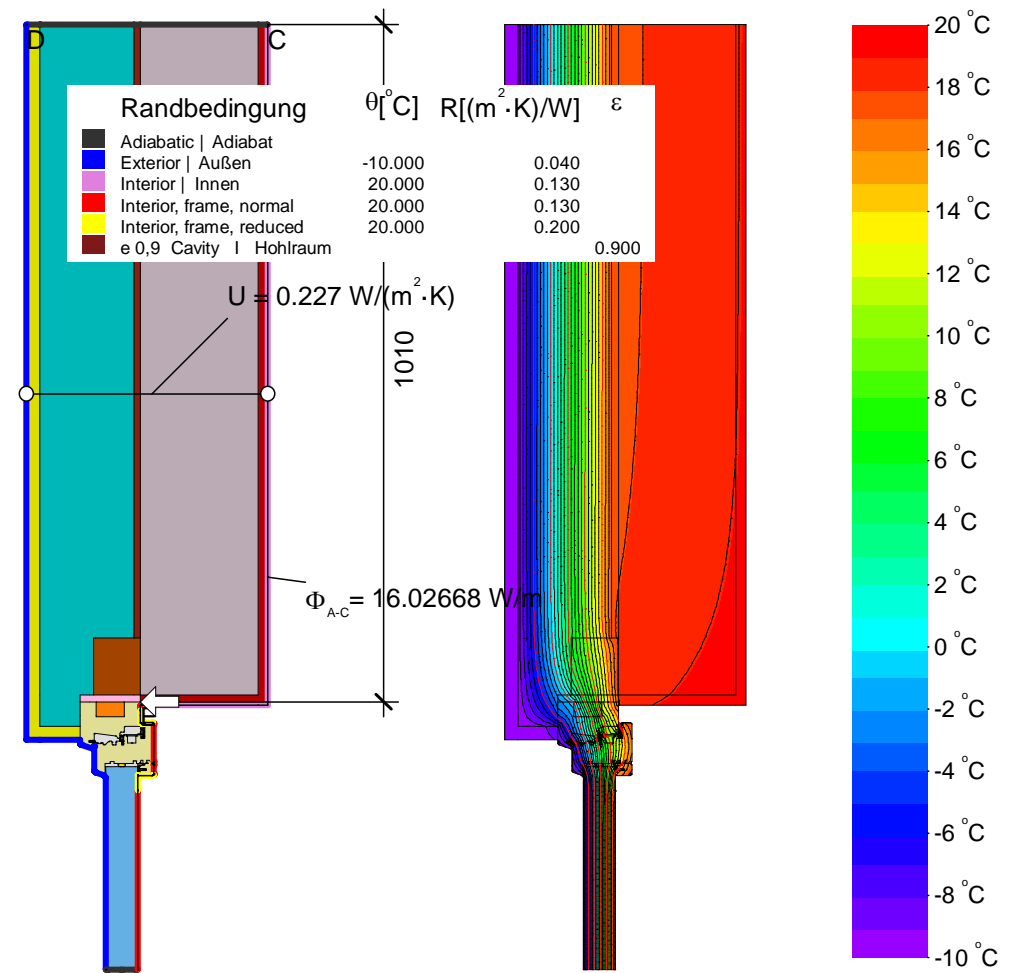 D
C
Randbedingung θ[°C] R[(m²·K)/W] ε
Adiabatic | Adiabat
Exterior | Außen -10.000 0.040
Interior | Innen 20.000 0.130
Interior, frame, normal 20.000 0.130
Interior, frame, reduced 20.000 0.200
e 0,9 Cavity I Hohlraum 0.900
U = 0.227 W/(m²·K)
1010
Φ_A-C = 16.02668 W/m
20 °C
18 °C
16 °C
14 °C
12 °C
10 °C
8 °C
6 °C
4 °C
2 °C
0 °C
-2 °C
-4 °C
-6 °C
-8 °C
-10 °C